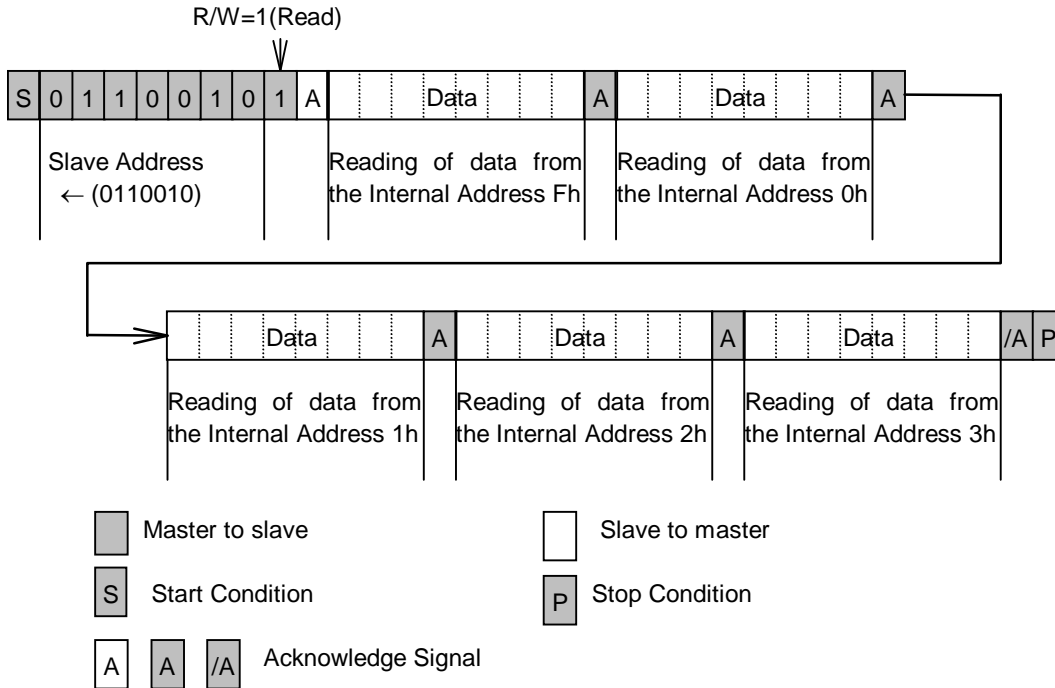 R/W=1(Read)
S 0 1 1 0 0 1 0 1 A Data A Data A
Slave Address
← (0110010)
Reading of data from
the Internal Address Fh
Reading of data from
the Internal Address 0h
Data A Data A Data /A P
Reading of data from
the Internal Address 1h
Reading of data from
the Internal Address 2h
Reading of data from
the Internal Address 3h
Master to slave
Slave to master
S Start Condition
P Stop Condition
A A /A Acknowledge Signal